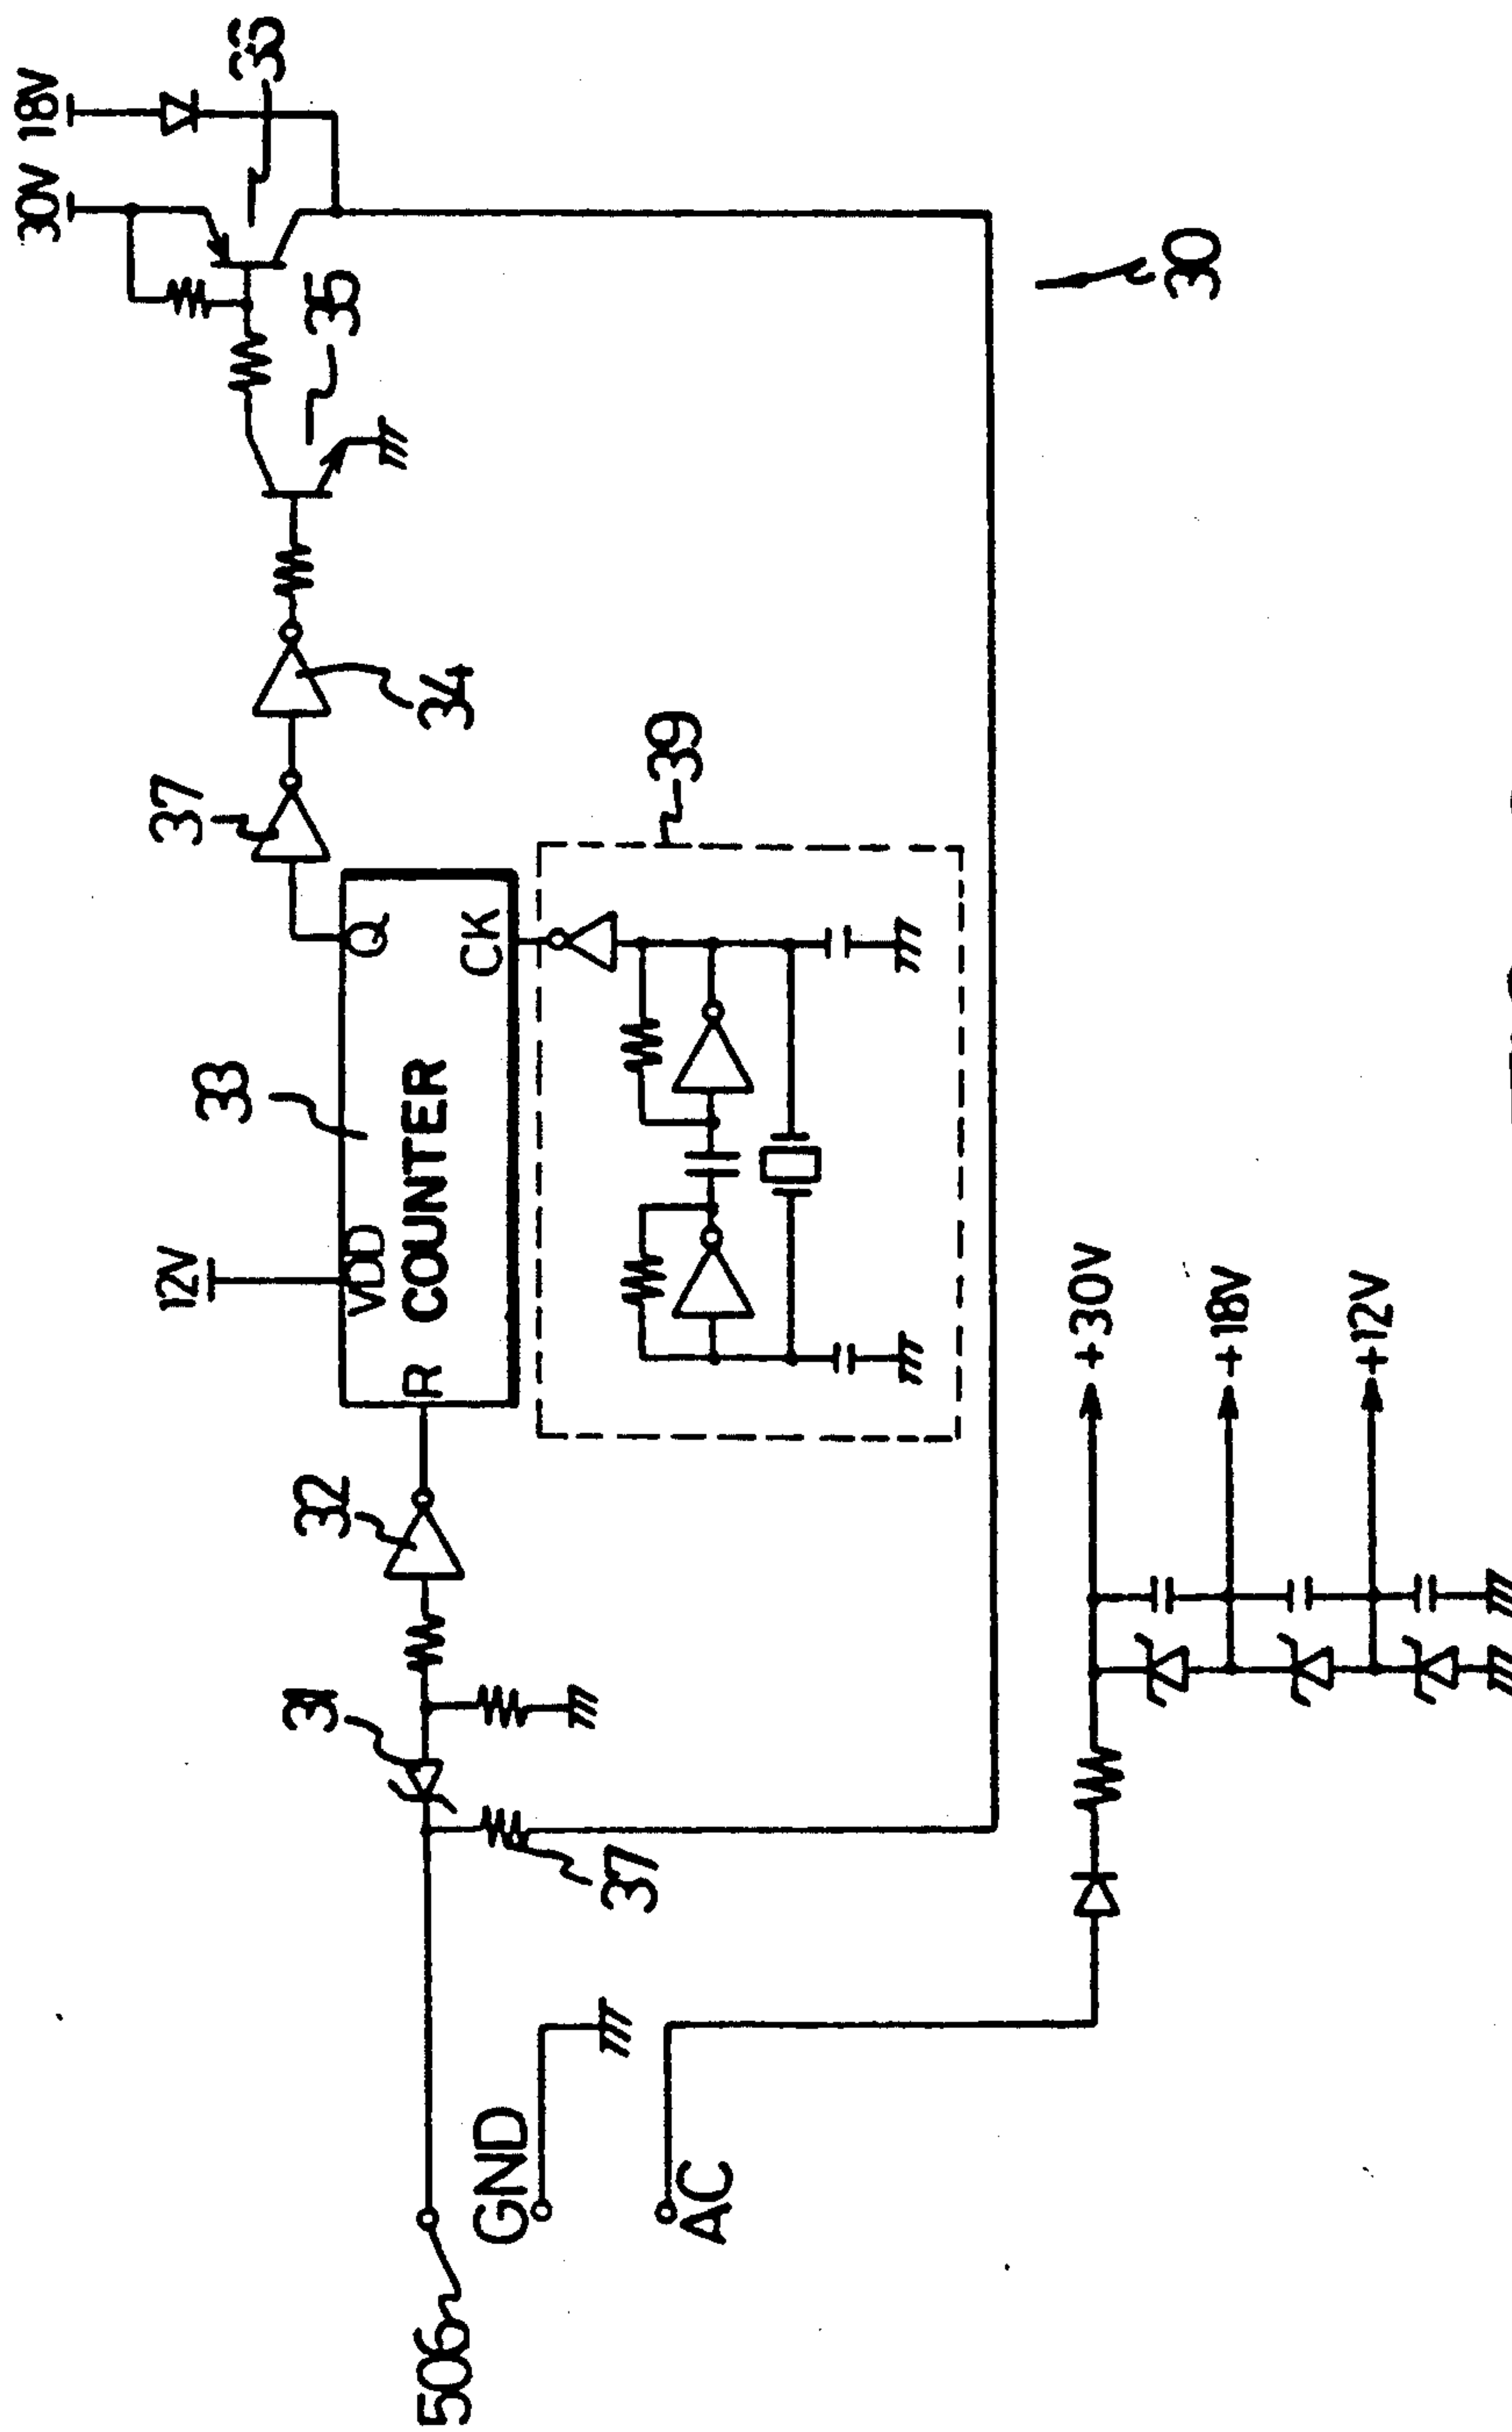 30V 18V
36
35
37
34
12V
33
VDD
Q
R
COUNTER
CK
32
39
31
37
30
506
GND
AC
+30V
+18V
+12V